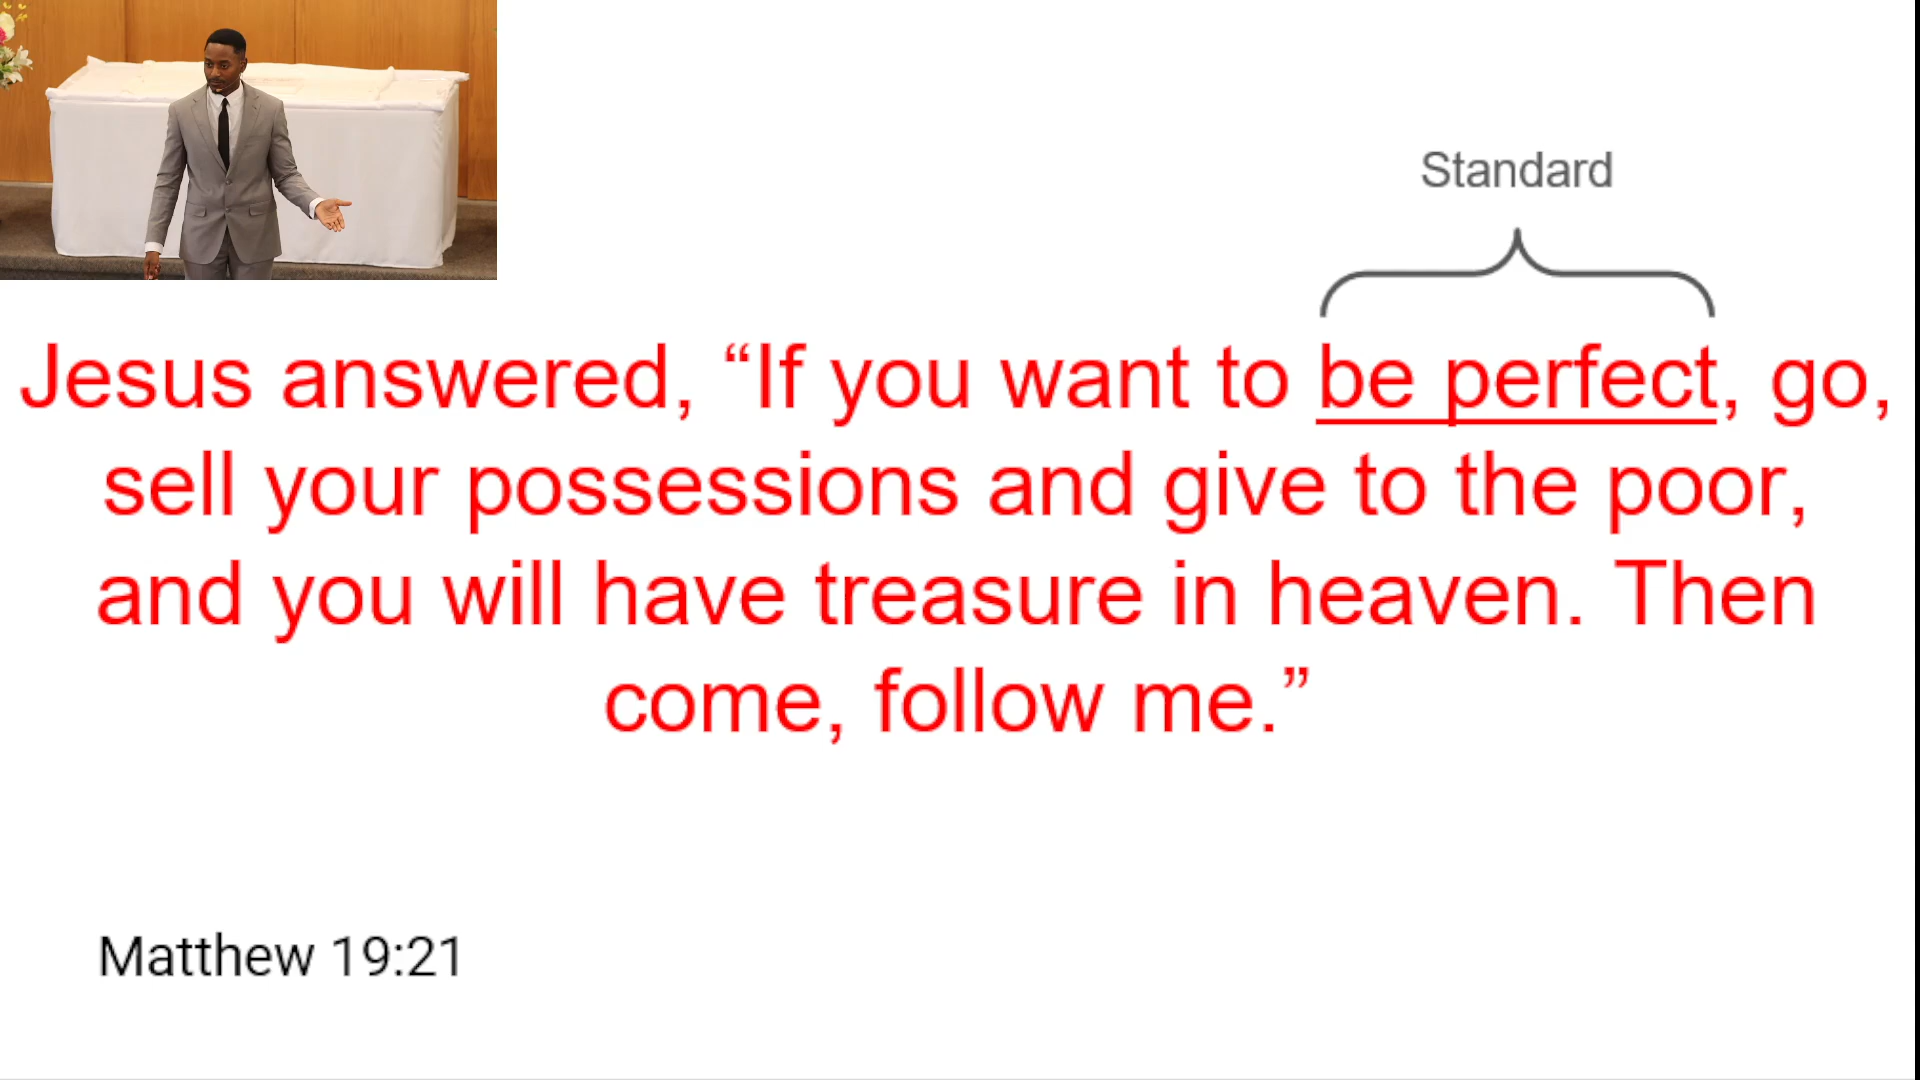 Standard
Jesus answered, “If you want to be perfect, go,
sell your possessions and give to the poor,
and you will have treasure in heaven. Then
come, follow me.”
Matthew 19:21